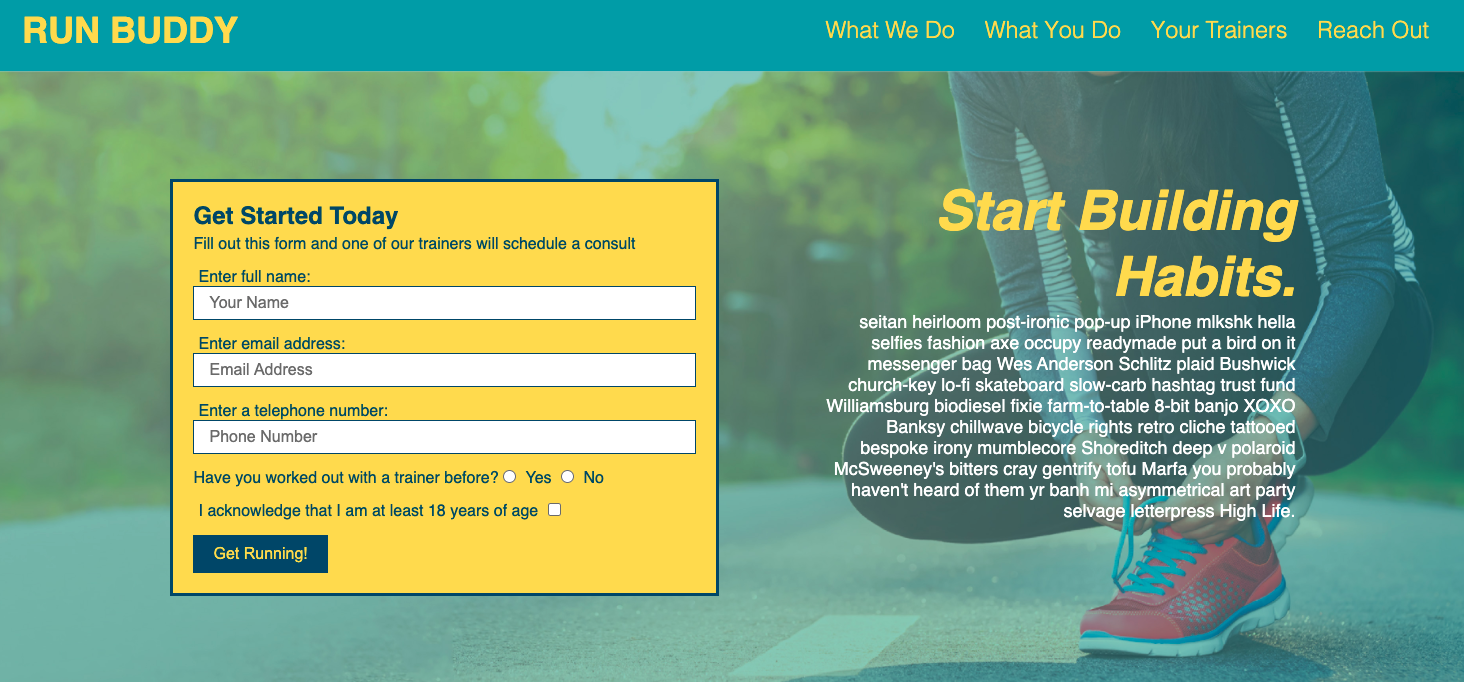 RUN BUDDY
What We Do What You Do Your Trainers Reach Out
Get Started Today
Fill out this form and one of our trainers will schedule a consult
Enter full name:
Your Name
Enter email address:
Email Address
Enter a telephone number:
Phone Number
Have you worked out with a trainer before? Yes No
I acknowledge that I am at least 18 years of age
Get Running!
Start Building
Habits.
seitan heirloom post-ironic pop-up iPhone mlkshk hella
selfies fashion axe occupy readymade put a bird on it
messenger bag Wes Anderson Schlitz plaid Bushwick
church-key lo-fi skateboard slow-carb hashtag trust fund
Williamsburg biodiesel fixie farm-to-table 8-bit banjo XOXO
Banksy chillwave bicycle rights retro cliche tattooed
bespoke irony mumblecore Shoreditch deep v polaroid
McSweeney's bitters cray gentrify tofu Marfa you probably
haven't heard of them yr banh mi asymmetrical art party
selvage letterpress High Life.